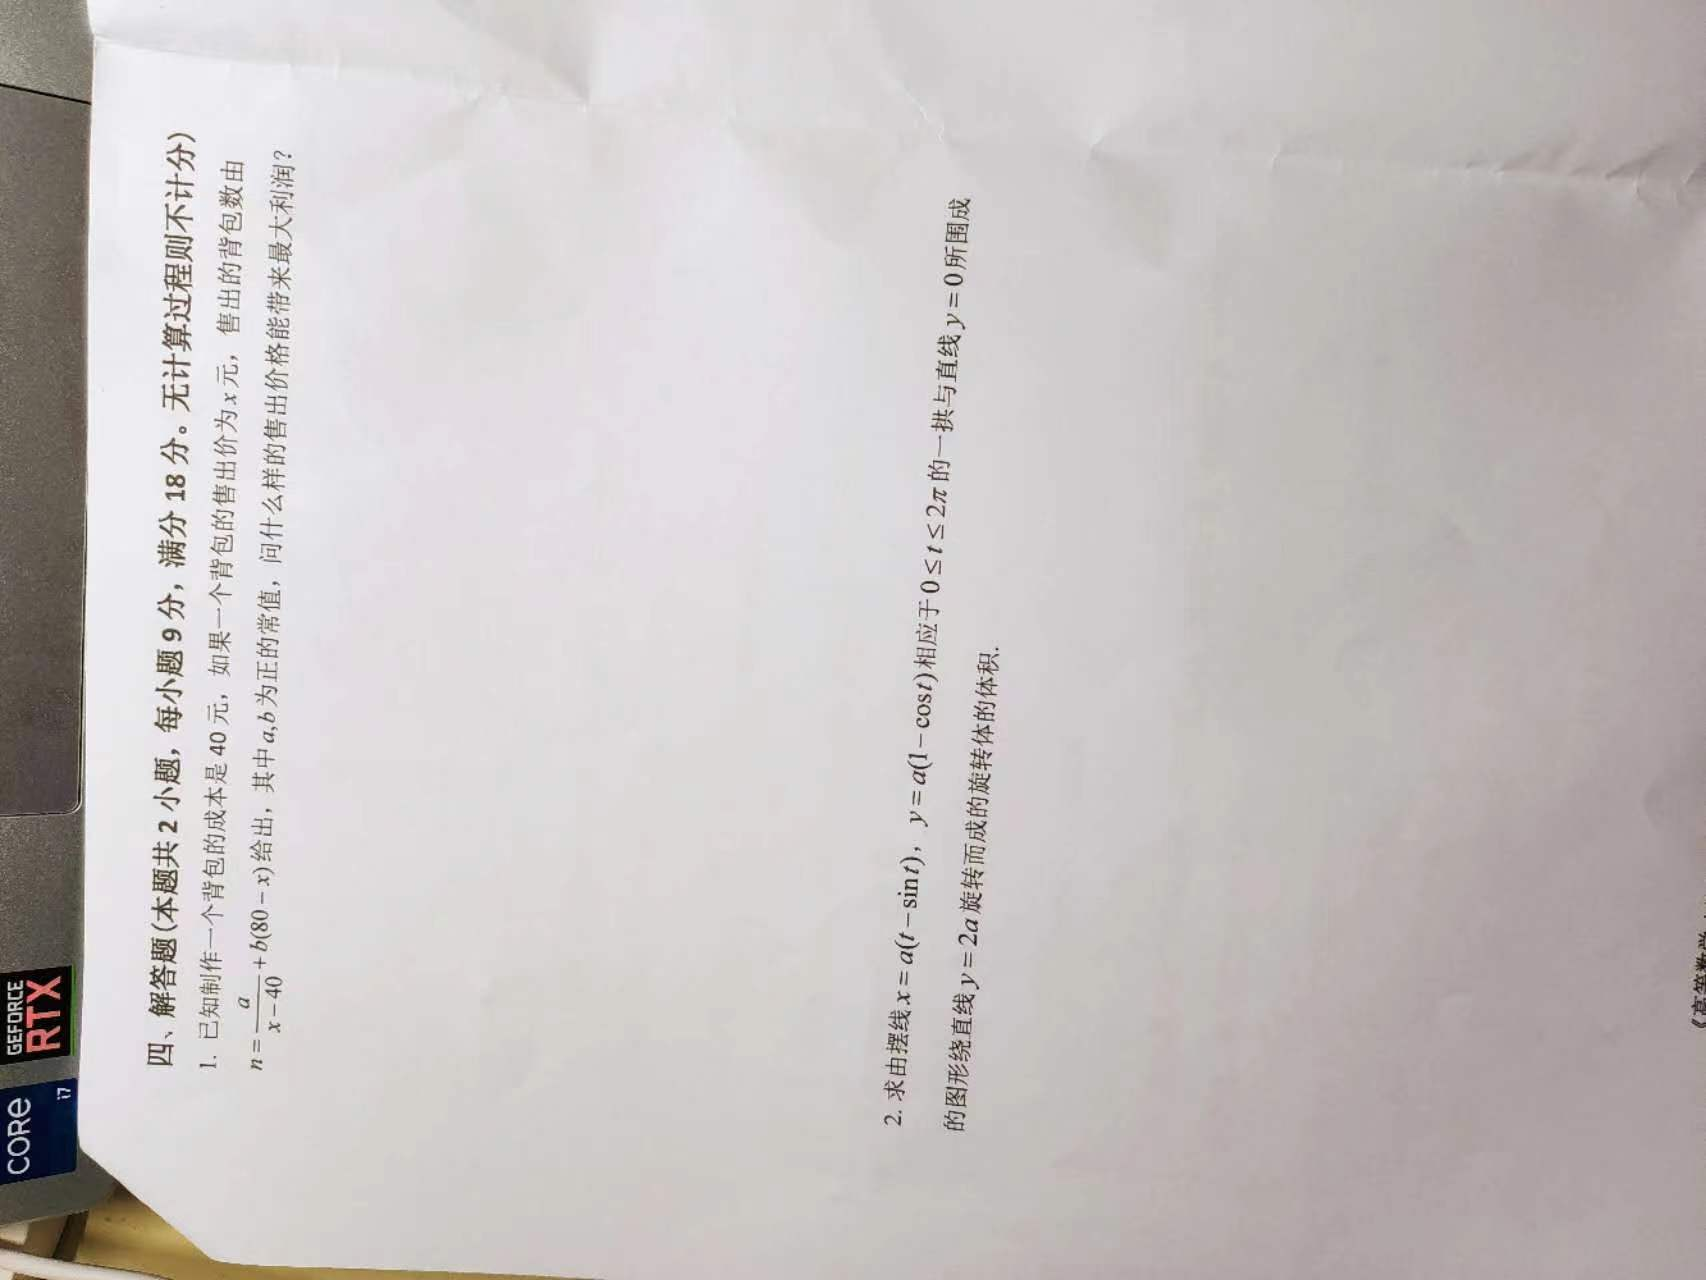 四、解答题(本题共 2 小题, 每小题 9 分, 满分 18 分。无计算过程则不计分)
1. 已知制作一个背包的成本是 40 元, 如果一个背包的售出价为 x 元, 售出的背包数由
n = a/(x−40) + b(80−x) 给出, 其中 a,b 为正的常值, 问什么样的售出价格能带来最大利润?
2. 求由摆线 x = a(t−sin t), y = a(1−cos t) 相应于 0 ≤ t ≤ 2π 的一拱与直线 y = 0 所围成
的图形绕直线 y = 2a 旋转而成的旋转体的体积.
GEFORCE
RTX
CORE
i7